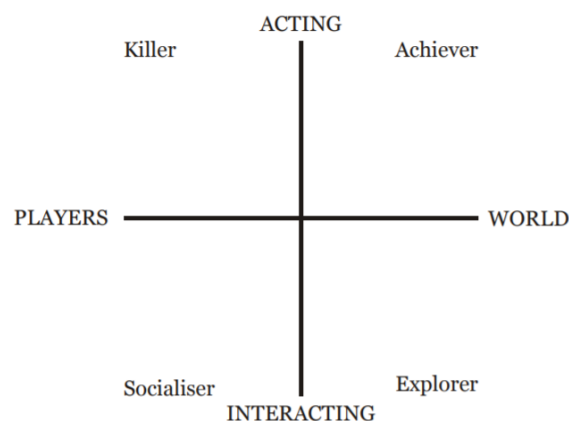 ACTING
Killer
Achiever
PLAYERS
WORLD
Socialiser
Explorer
INTERACTING